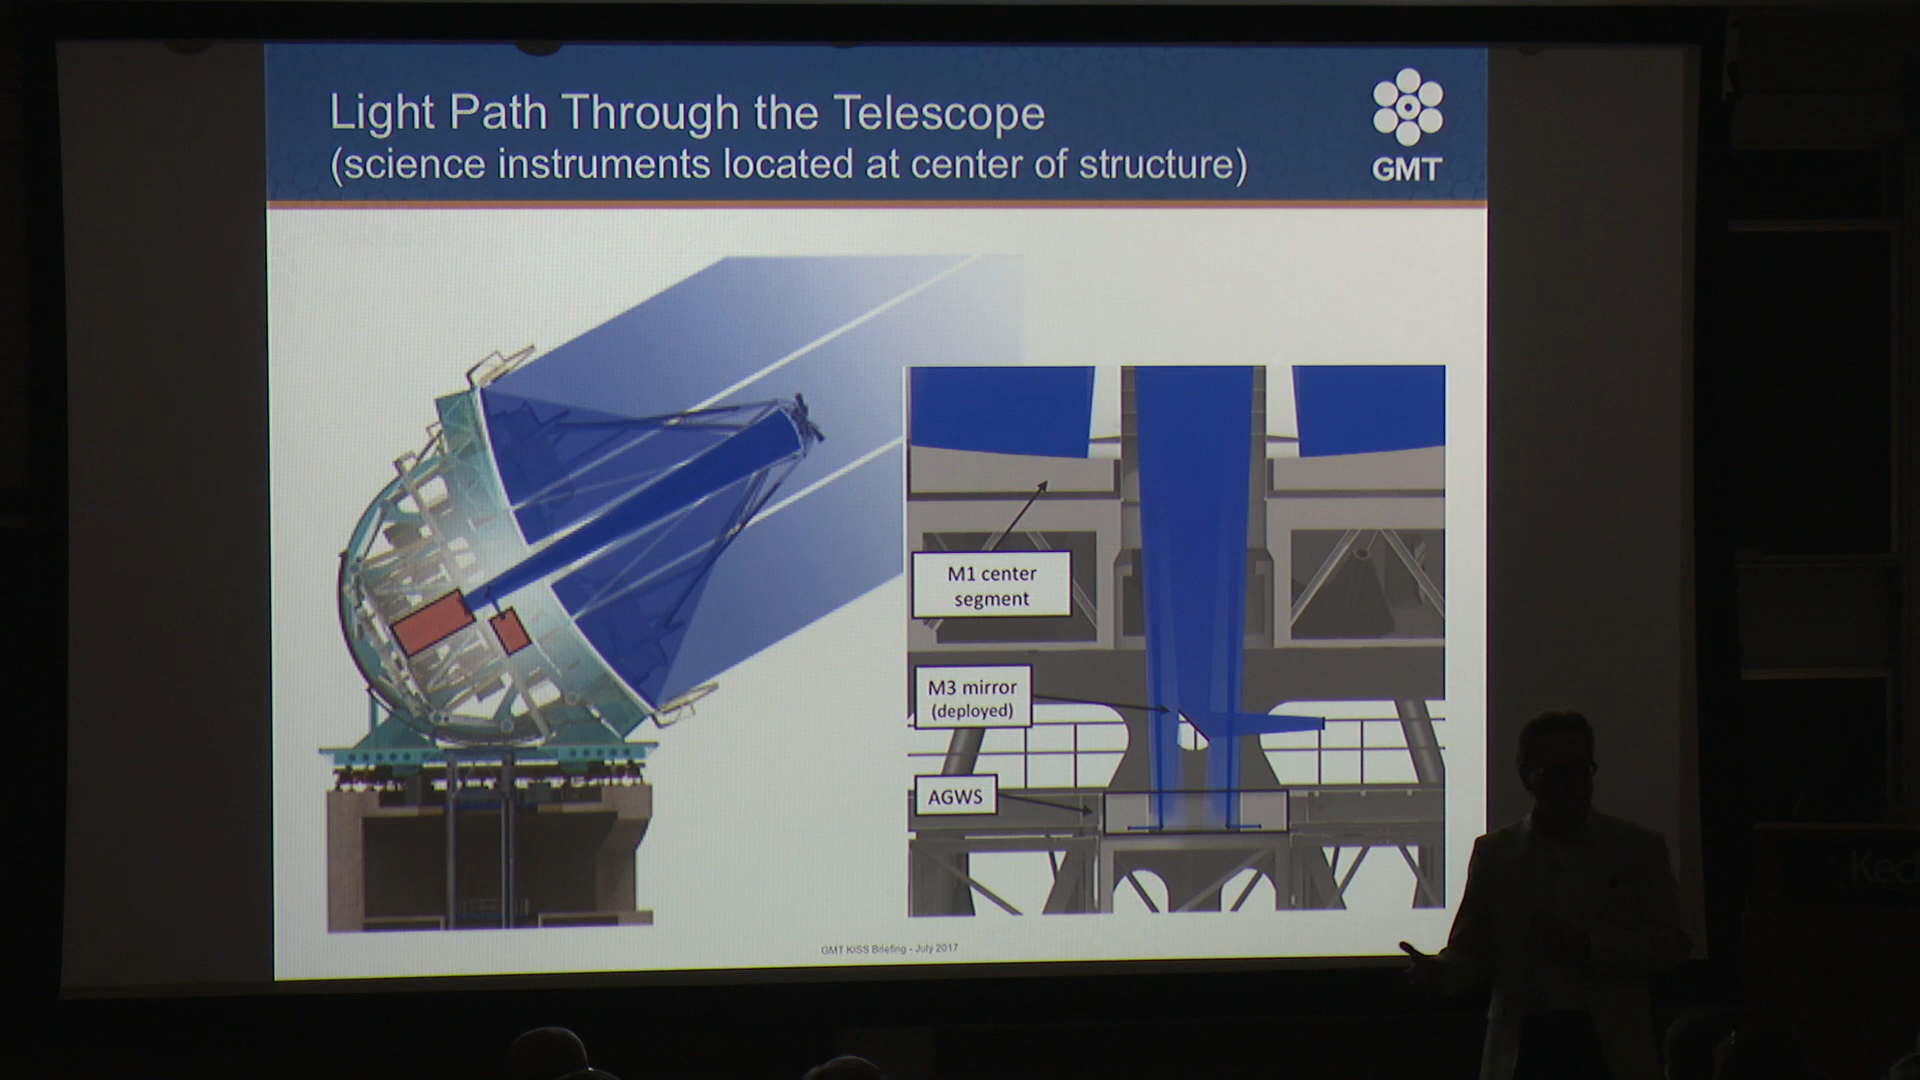 Light Path Through the Telescope
(science instruments located at center of structure)
GMT
M1 center
segment
M3 mirror
(deployed)
AGWS
GMT KISS Briefing - July 2017